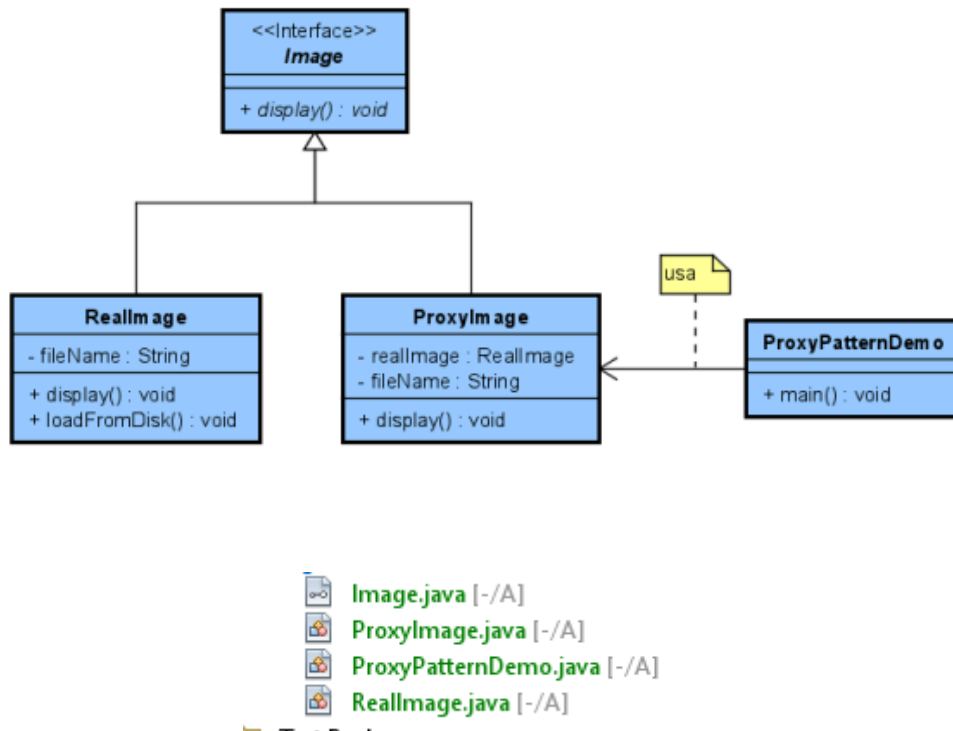 <<Interface>>
Image
+ display() : void
usa
RealImage
- fileName : String
+ display() : void
+ loadFromDisk() : void
ProxyImage
- realImage : RealImage
- fileName : String
+ display() : void
ProxyPatternDemo
+ main() : void
Image.java [-/A]
ProxyImage.java [-/A]
ProxyPatternDemo.java [-/A]
RealImage.java [-/A]